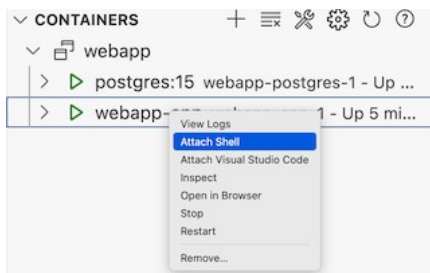 CONTAINERS
webapp
postgres:15 webapp-postgres-1 - Up ...
webapp- 1 - Up 5 mi...
View Logs
Attach Shell
Attach Visual Studio Code
Inspect
Open in Browser
Stop
Restart
Remove...